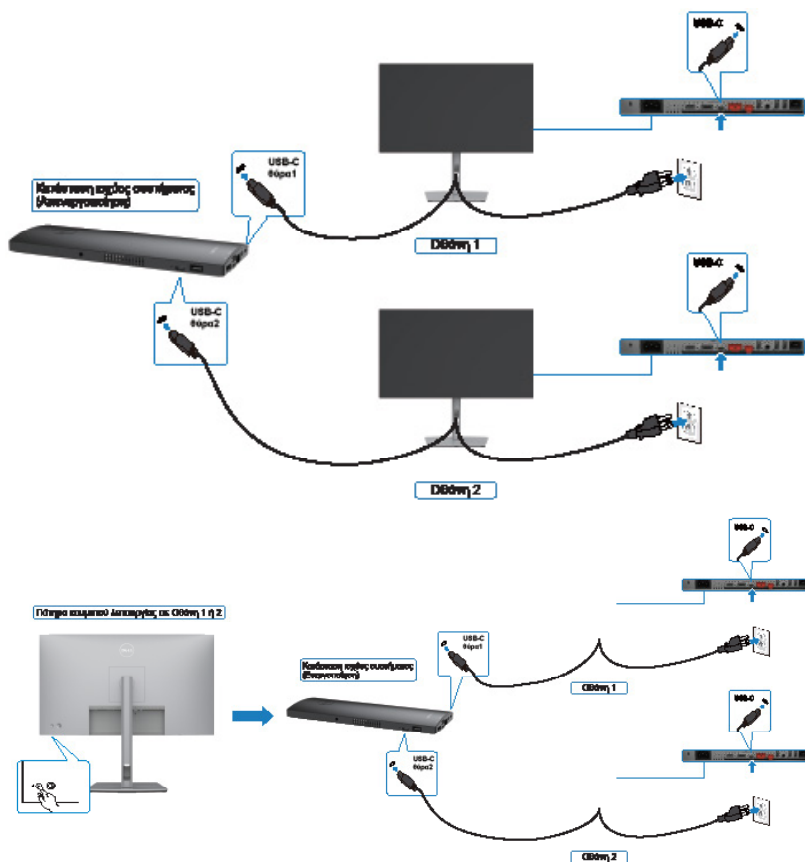 USB-C
USB-C
θύρα1
Κατάσταση ισχύος συστήματος
(Απενεργοποίηση)
Οθόνη 1
USB-C
USB-C
θύρα2
Οθόνη 2
USB-C
Πάτημα κουμπιού λειτουργίας σε Οθόνη 1 ή 2
USB-C
θύρα1
Κατάσταση ισχύος συστήματος
(Ενεργοποίηση)
Οθόνη 1
USB-C
USB-C
θύρα2
Οθόνη 2